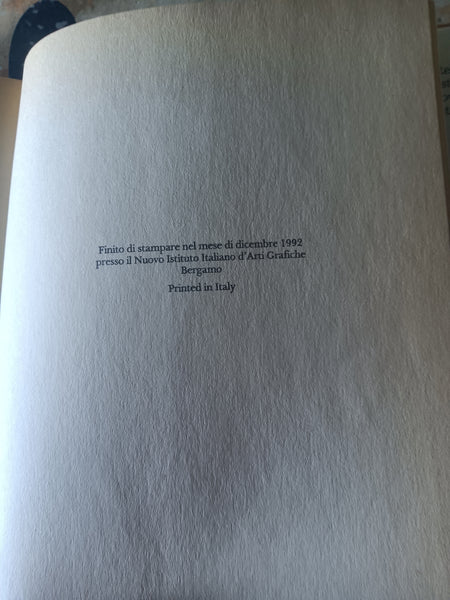 Finito di stampare nel mese di dicembre 1992
presso il Nuovo Istituto Italiano d'Arti Grafiche
Bergamo
Printed in Italy